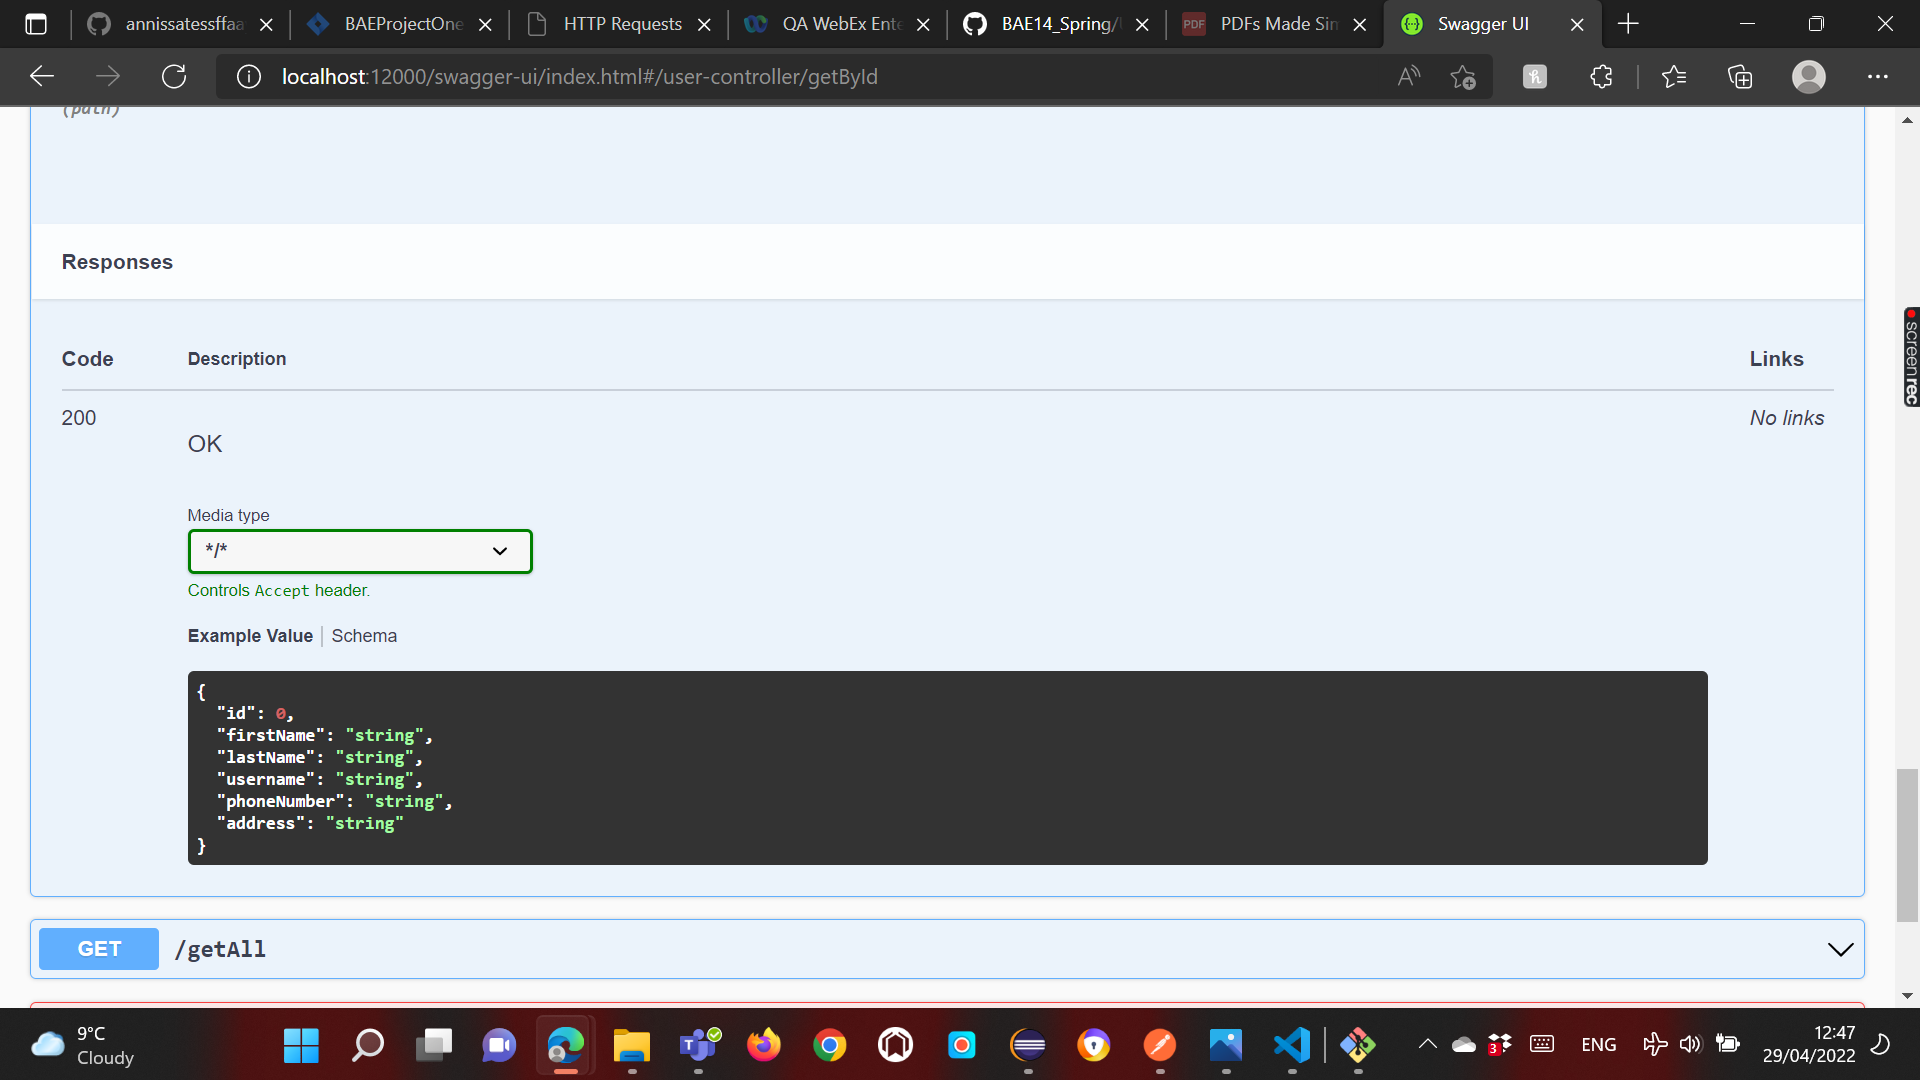 annissatessffaa
BAEProjectOne
HTTP Requests
QA WebEx Ente
BAE14_Spring/
PDF
PDFs Made Sim
Swagger UI
localhost:12000/swagger-ui/index.html#/user-controller/getById
(path)
Responses
Code
Description
Links
200
No links
OK
Media type
*/*
Controls Accept header.
Example Value
Schema
{
"id": 0,
"firstName": "string",
"lastName": "string",
"username": "string",
"phoneNumber": "string",
"address": "string"
}
GET
/getAll
screenrec
9°C
Cloudy
3
ENG
12:47
29/04/2022